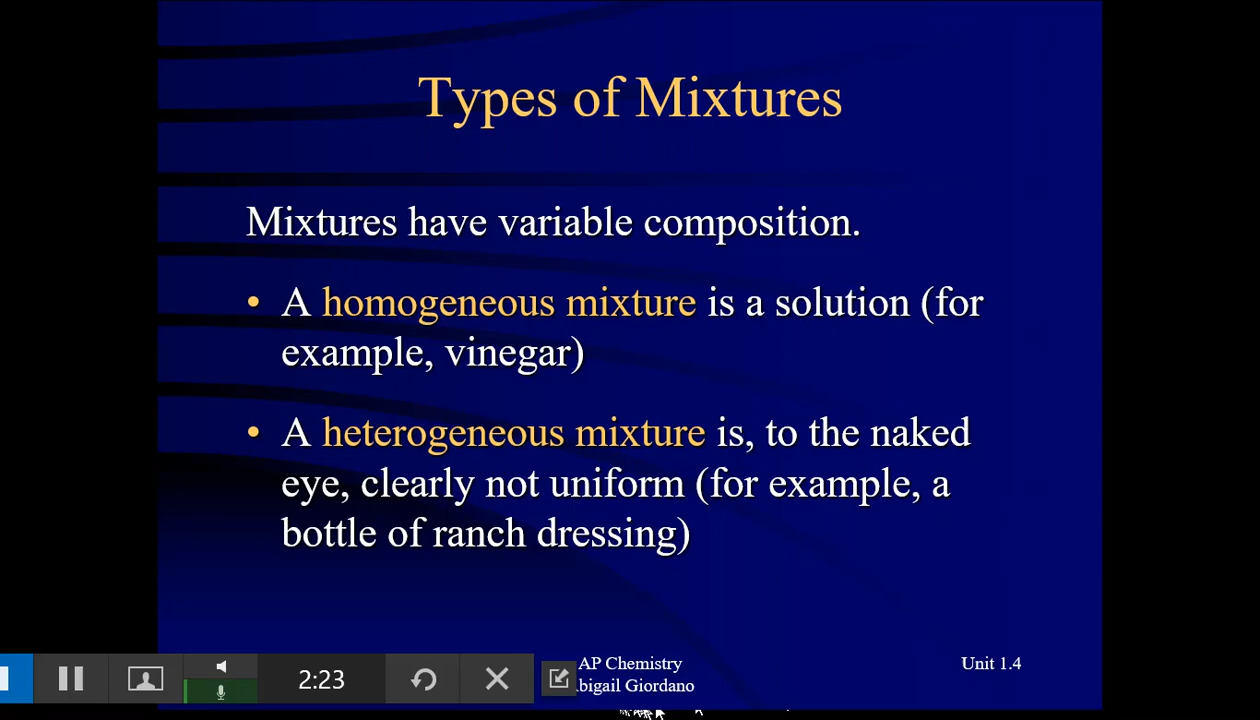 Types of Mixtures
Mixtures have variable composition.
• A homogeneous mixture is a solution (for
example, vinegar)
• A heterogeneous mixture is, to the naked
eye, clearly not uniform (for example, a
bottle of ranch dressing)
AP Chemistry
Unit 1.4
Giordano
2:23